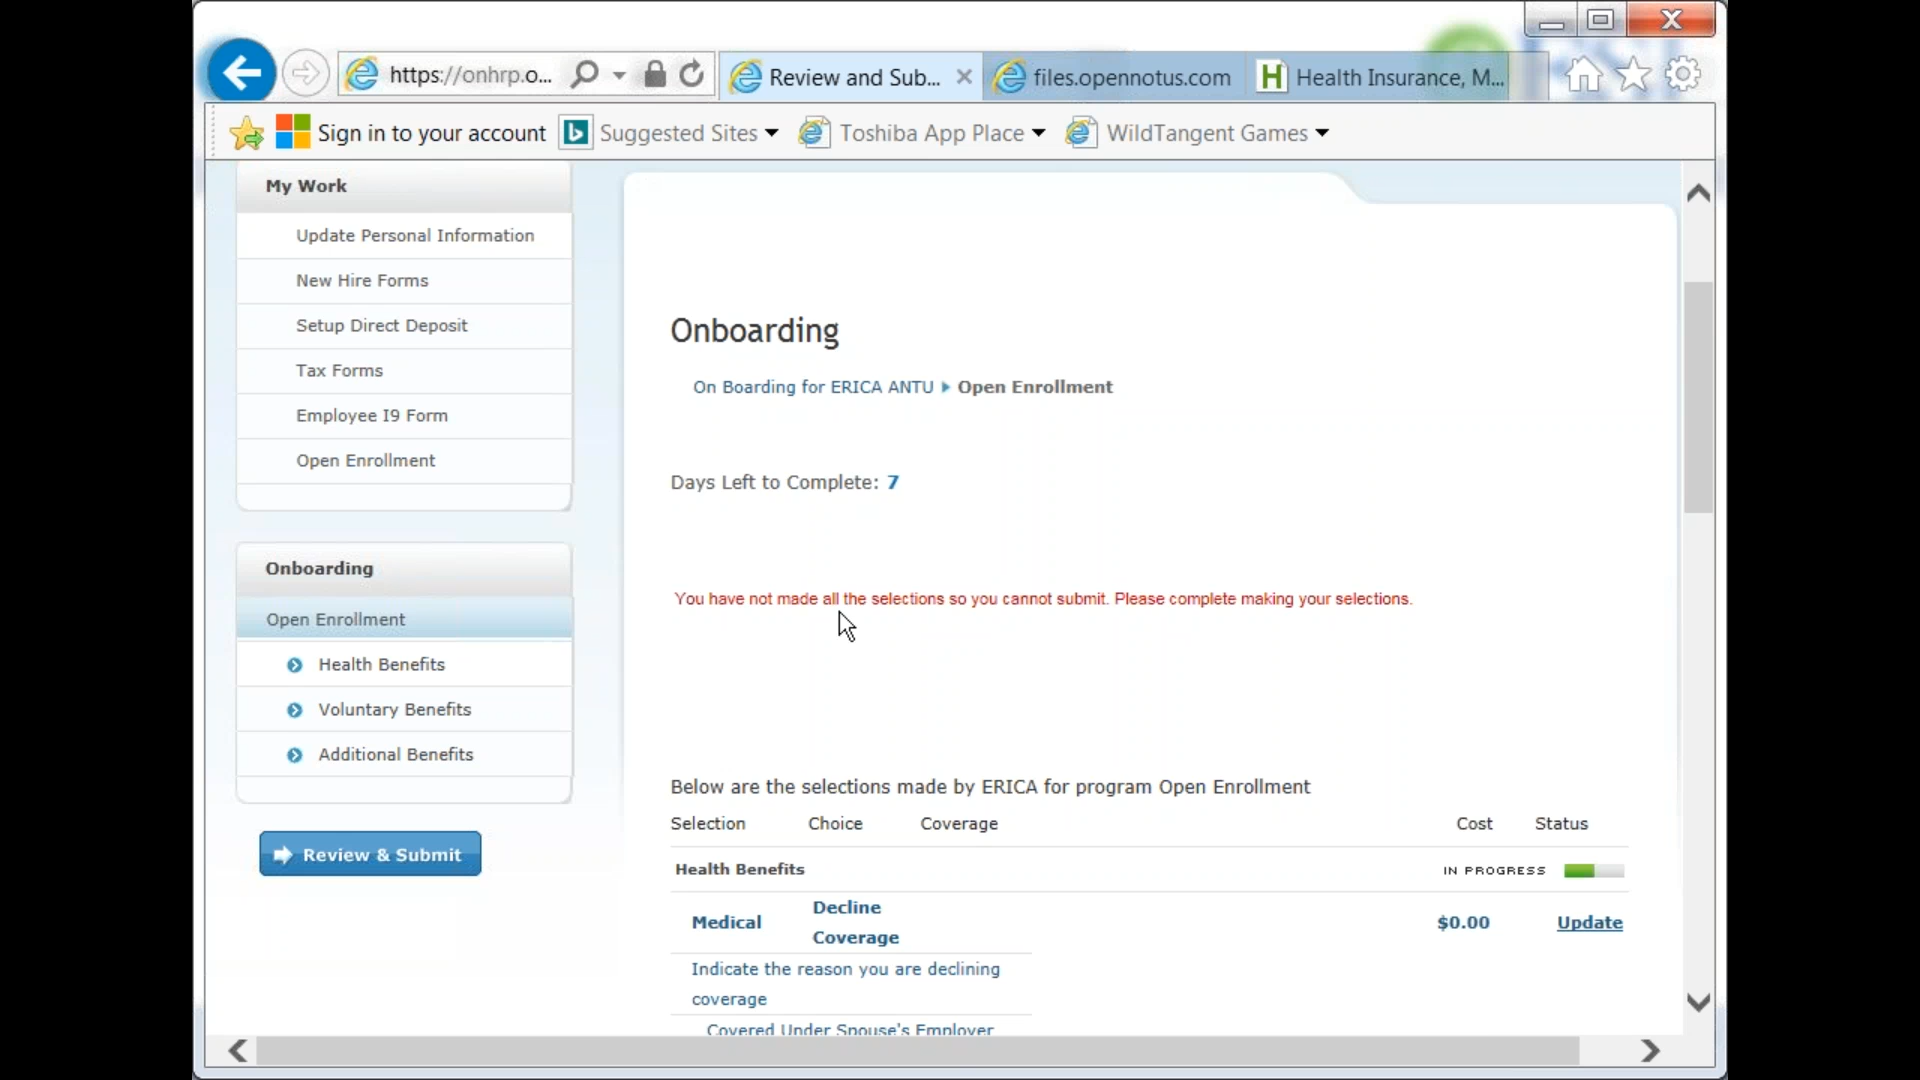 https://onhrp.o...
Review and Sub...
files.opennotus.com
H
Health Insurance, M...
Sign in to your account
Suggested Sites
Toshiba App Place
WildTangent Games
My Work
Update Personal Information
New Hire Forms
Setup Direct Deposit
Tax Forms
Employee I9 Form
Open Enrollment
Onboarding
Open Enrollment
Health Benefits
Voluntary Benefits
Additional Benefits
Review & Submit
Onboarding
On Boarding for ERICA ANTU Open Enrollment
Days Left to Complete: 7
You have not made all the selections so you cannot submit. Please complete making your selections.
Below are the selections made by ERICA for program Open Enrollment
Selection Choice Coverage Cost Status
Health Benefits IN PROGRESS
Medical Decline Coverage $0.00 Update
Indicate the reason you are declining
coverage
Covered Under Spouse's Employer